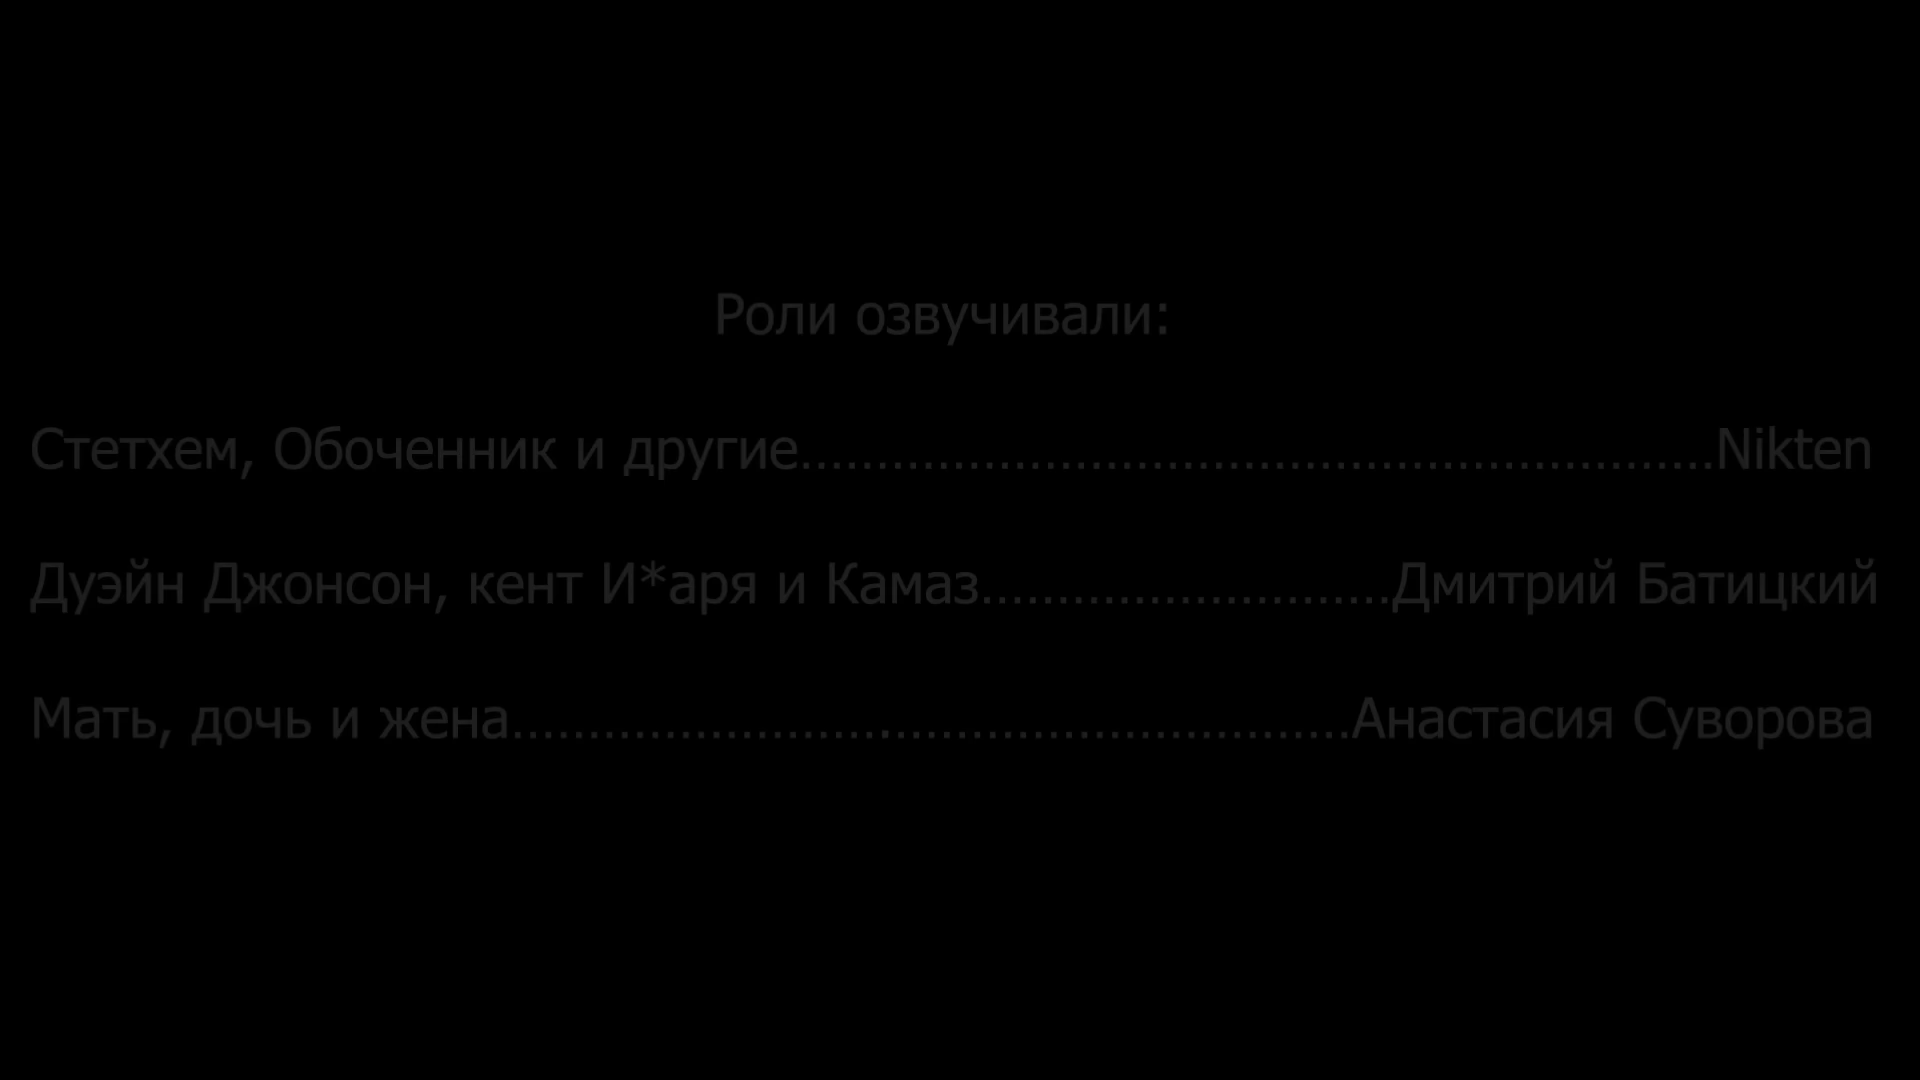 Роли озвучивали:
Стетхем, Обоченник и другие............................................................Nikten
Дуэйн Джонсон, кент И*аря и Камаз...........................Дмитрий Батицкий
Мать, дочь и жена.......................................................Анастасия Суворова